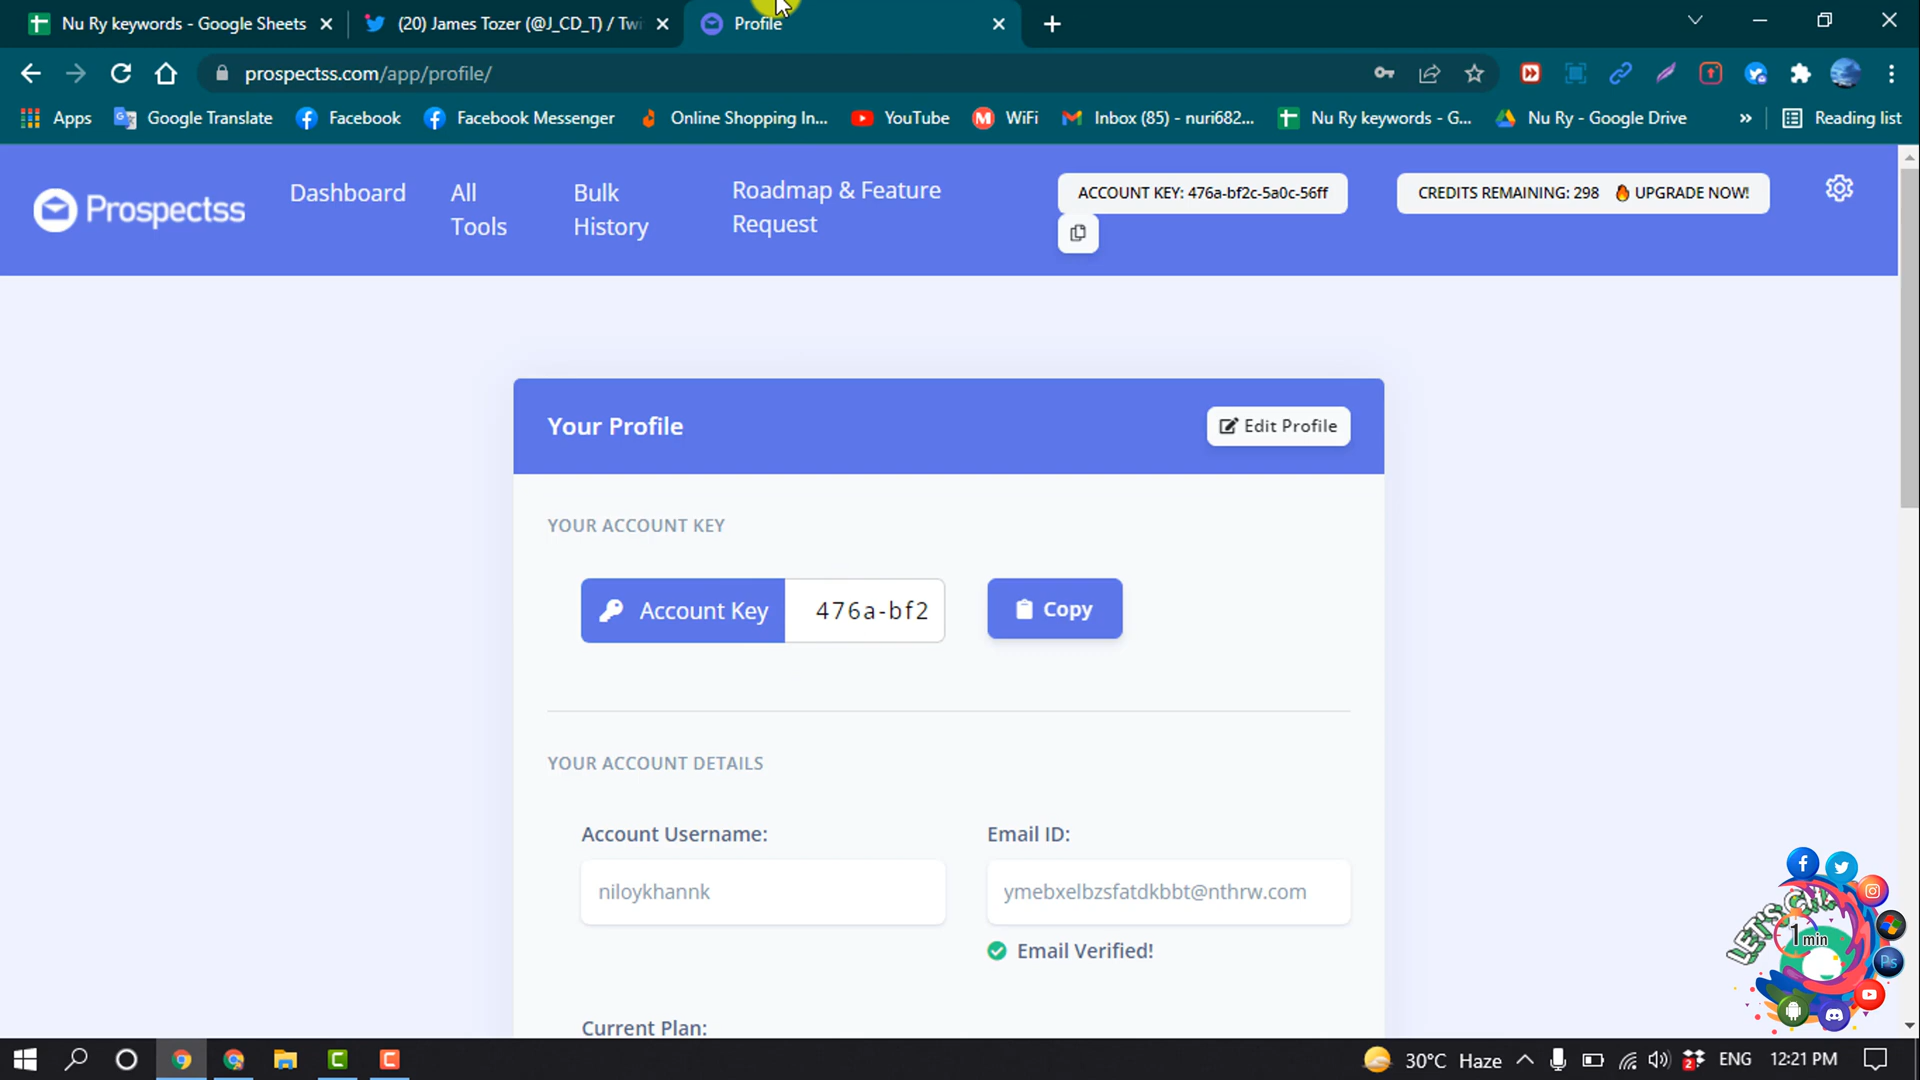 Nu Ry keywords - Google Sheets
(20) James Tozer (@J_CD_T) / Twi
Profile
prospectss.com/app/profile/
Apps
Google Translate
Facebook
Facebook Messenger
Online Shopping In...
YouTube
WiFi
Inbox (85) - nuri682...
Nu Ry keywords - G...
Nu Ry - Google Drive
»
Reading list
Prospectss
Dashboard
All
Tools
Bulk
History
Roadmap & Feature
Request
ACCOUNT KEY: 476a-bf2c-5a0c-56ff
CREDITS REMAINING: 298 🔥 UPGRADE NOW!
Your Profile
Edit Profile
YOUR ACCOUNT KEY
Account Key
476a-bf2
Copy
YOUR ACCOUNT DETAILS
Account Username:
Email ID:
niloykhannk
ymebxelbzsfatdkbbt@nthrw.com
Email Verified!
Current Plan:
1 min
Ps
30°C Haze
2
ENG
12:21 PM